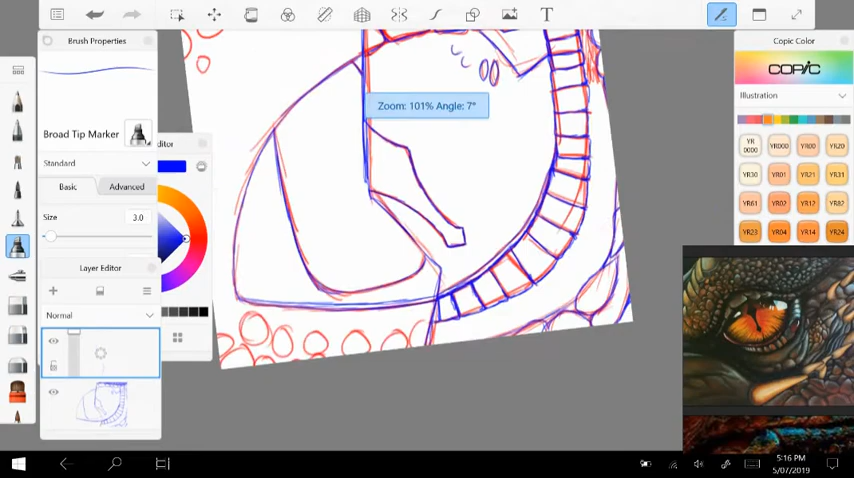 T
Brush Properties
Copic Color
COPIC
Zoom: 101% Angle: 7°
Illustration
Broad Tip Marker
ditor
Standard
YR 0000
YR000
YR00
YR20
Basic
Advanced
YR30
YR01
YR21
YR31
Size
3.0
YR61
YR02
YR12
YR82
YR23
YR04
YR14
YR24
Layer Editor
Normal
5:16 PM
5/07/2019